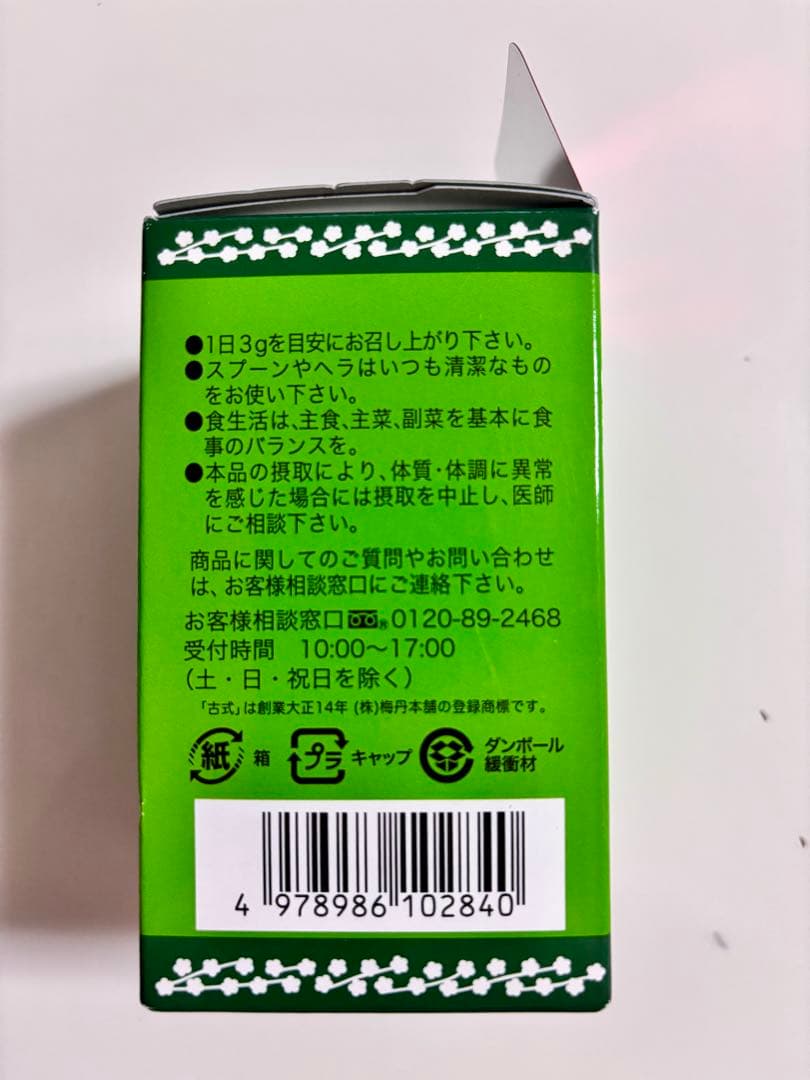 ●1日3gを目安にお召し上がり下さい。
●スプーンやヘラはいつも清潔なもの
をお使い下さい。
●食生活は、主食、主菜、副菜を基本に食
事のバランスを。
●本品の摂取により、体質・体調に異常
を感じた場合には摂取を中止し、医師
にご相談下さい。
商品に関してのご質問やお問い合わせ
は、お客様相談窓口にご連絡下さい。
お客様相談窓口 0120-89-2468
受付時間 10:00〜17:00
(土・日・祝日を除く)
「古式」は創業大正14年 (株)梅丹本舗の登録商標です。
紙 箱 プラ キャップ ダンボール
緩衝材
4 978986 102840